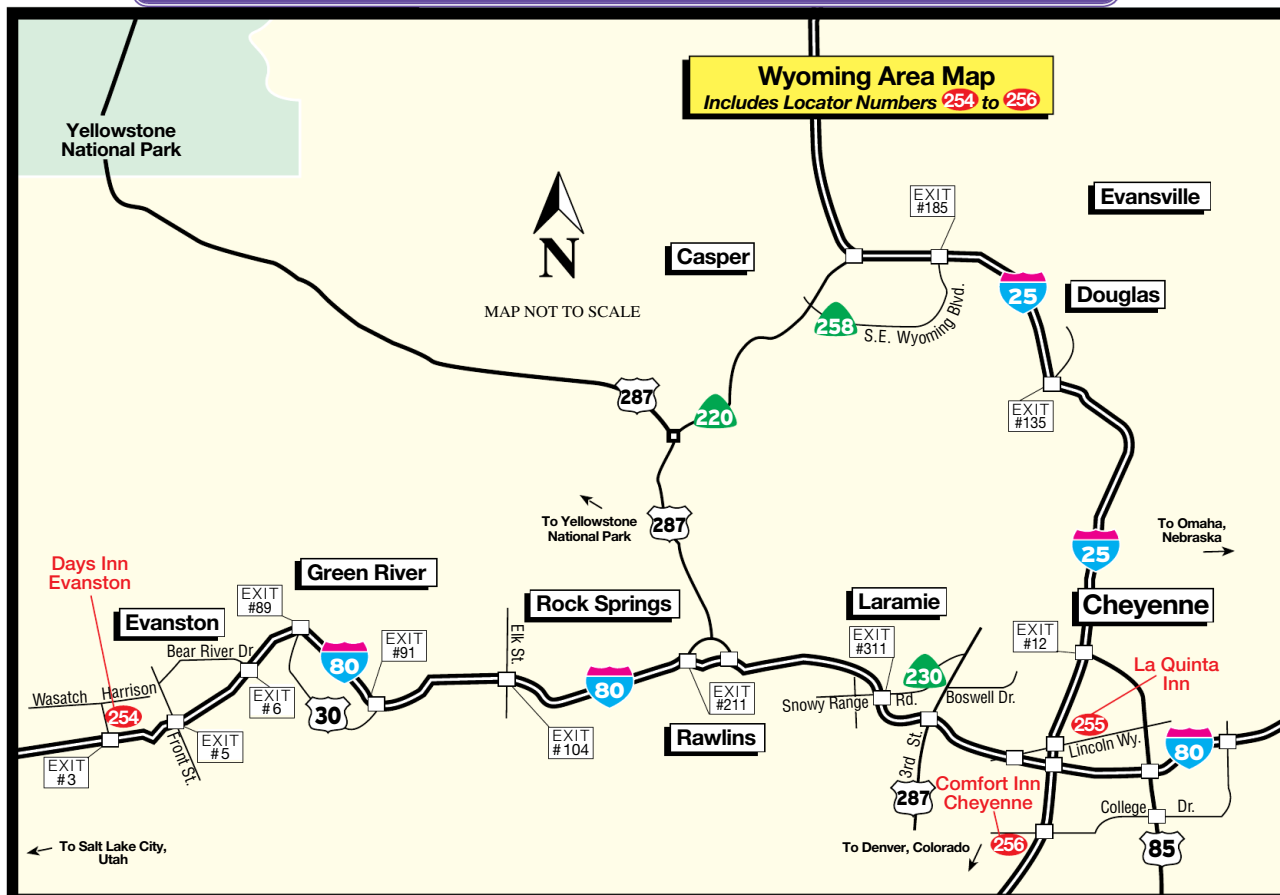 Wyoming Area Map
Includes Locator Numbers 254 to 256
Yellowstone
National Park
N
MAP NOT TO SCALE
Casper
EXIT
#185
Evansville
25
Douglas
258
S.E. Wyoming Blvd.
287
220
EXIT
#135
To Yellowstone
National Park
287
25
To Omaha,
Nebraska
Days Inn
Evanston
Green River
EXIT
#89
Evanston
Bear River Dr.
80
EXIT
#91
Elk St.
Rock Springs
Laramie
EXIT
#311
Cheyenne
EXIT
#12
La Quinta
Inn
Wasatch
Harrison
254
EXIT
#3
Front St.
EXIT
#5
EXIT
#6
30
EXIT
#104
80
EXIT
#211
Rawlins
Snowy Range Rd.
230
Boswell Dr.
3rd St.
287
255
Lincoln Wy.
80
Comfort Inn
Cheyenne
College Dr.
85
256
To Denver, Colorado
To Salt Lake City,
Utah